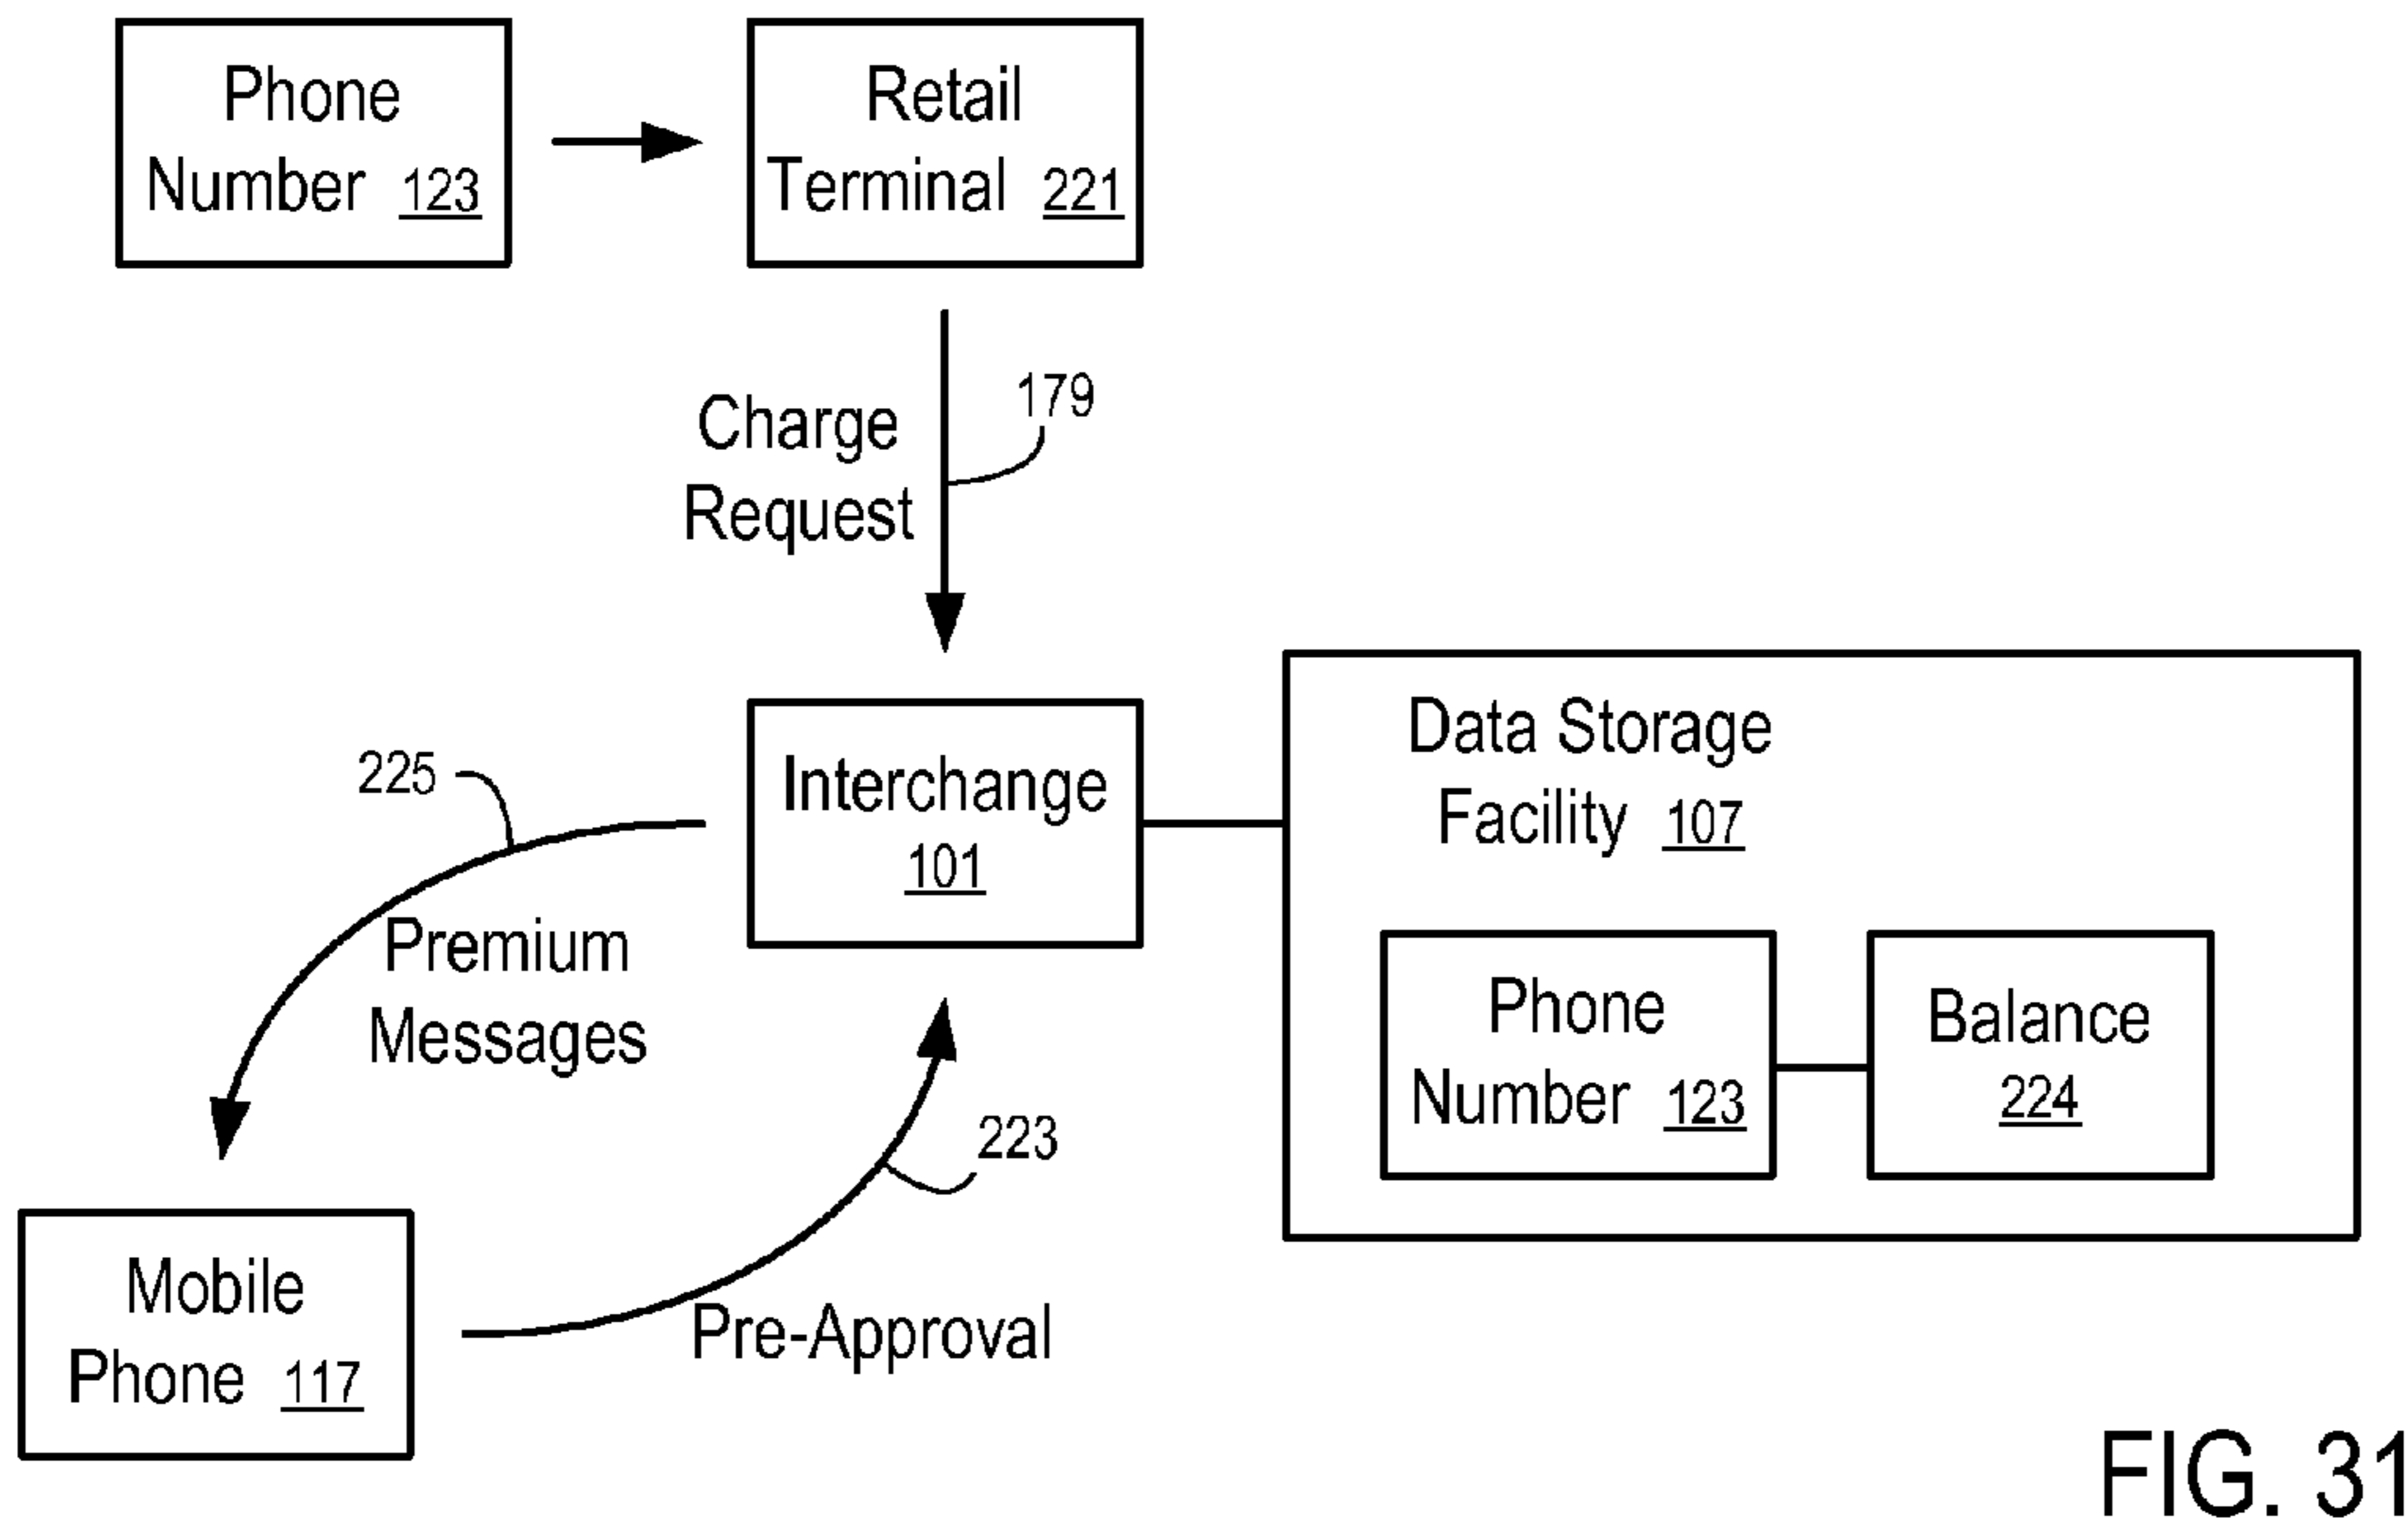 Phone
Number 123
Retail
Terminal 221
Charge
Request
179
Interchange
101
Data Storage
Facility 107
Phone
Number 123
Balance
224
225
Premium
Messages
223
Pre-Approval
Mobile
Phone 117
FIG. 31